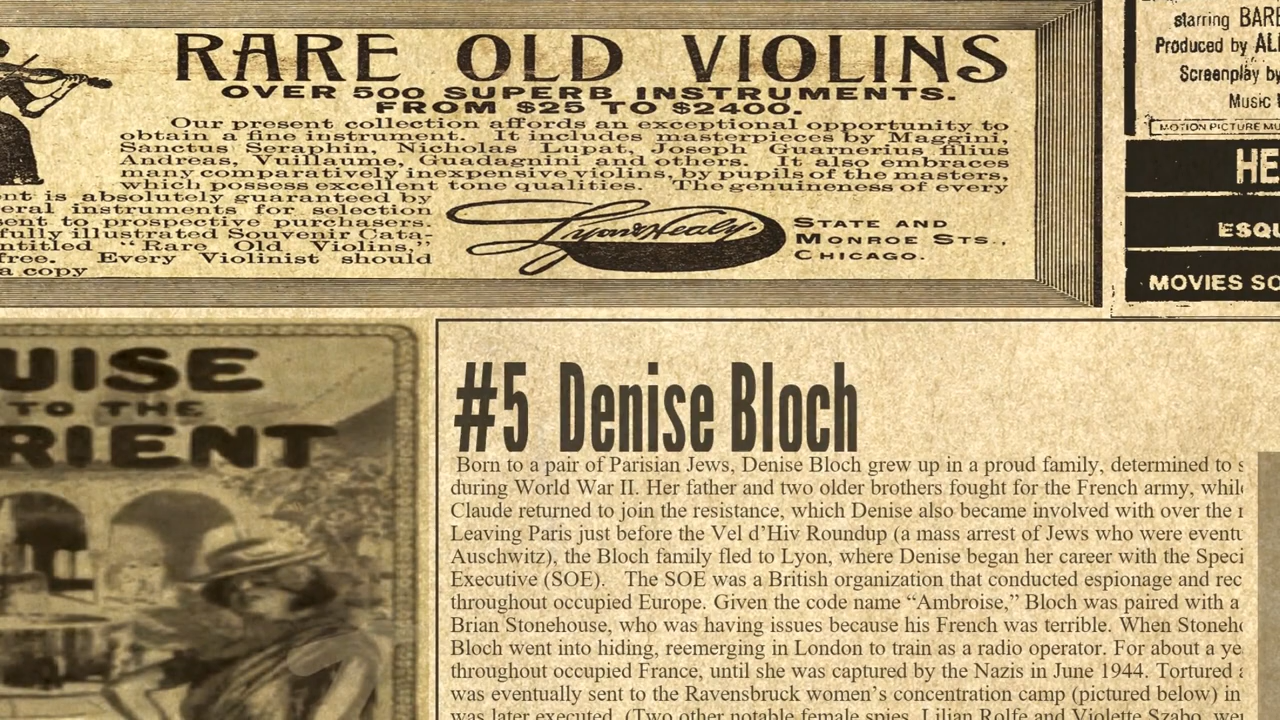 RARE OLD VIOLINS
OVER 500 SUPERB INSTRUMENTS.
FROM $25 TO $2400.
Our present collection affords an exceptional opportunity to
obtain a fine instrument. It includes masterpieces by Maggini,
Sanctus Seraphin, Nicholas Lupat, Joseph Guarnerius filius
Andreas, Vuillaume, Guadagnini and others. It also embraces
many comparatively inexpensive violins, by pupils of the masters,
which possess excellent tone qualities. The genuineness of every
nt is absolutely guaranteed by
eral instruments for selection
ent to prospective purchasers.
fully illustrated Souvenir Cata-
ntitled "Rare Old Violins,"
free. Every Violinist should
a copy
Lyon & Healy.
STATE AND
MONROE STS.,
CHICAGO.
starring BARB
Produced by AL
Screenplay by
Music
MOTION PICTURE
HE
ESQU
MOVIES SO
UISE
TO THE
RIENT
#5 Denise Bloch
Born to a pair of Parisian Jews, Denise Bloch grew up in a proud family, determined to s
during World War II. Her father and two older brothers fought for the French army, while
Claude returned to join the resistance, which Denise also became involved with over the
Leaving Paris just before the Vel d’Hiv Roundup (a mass arrest of Jews who were eventu
Auschwitz), the Bloch family fled to Lyon, where Denise began her career with the Speci
Executive (SOE). The SOE was a British organization that conducted espionage and rec
throughout occupied Europe. Given the code name “Ambroise,” Bloch was paired with a
Brian Stonehouse, who was having issues because his French was terrible. When Stoneho
Bloch went into hiding, reemerging in London to train as a radio operator. For about a ye
throughout occupied France, until she was captured by the Nazis in June 1944. Tortured
was eventually sent to the Ravensbruck women’s concentration camp (pictured below) in
was later executed. (Two other notable female spies, Lilian Rolfe and Violette Szabo, we